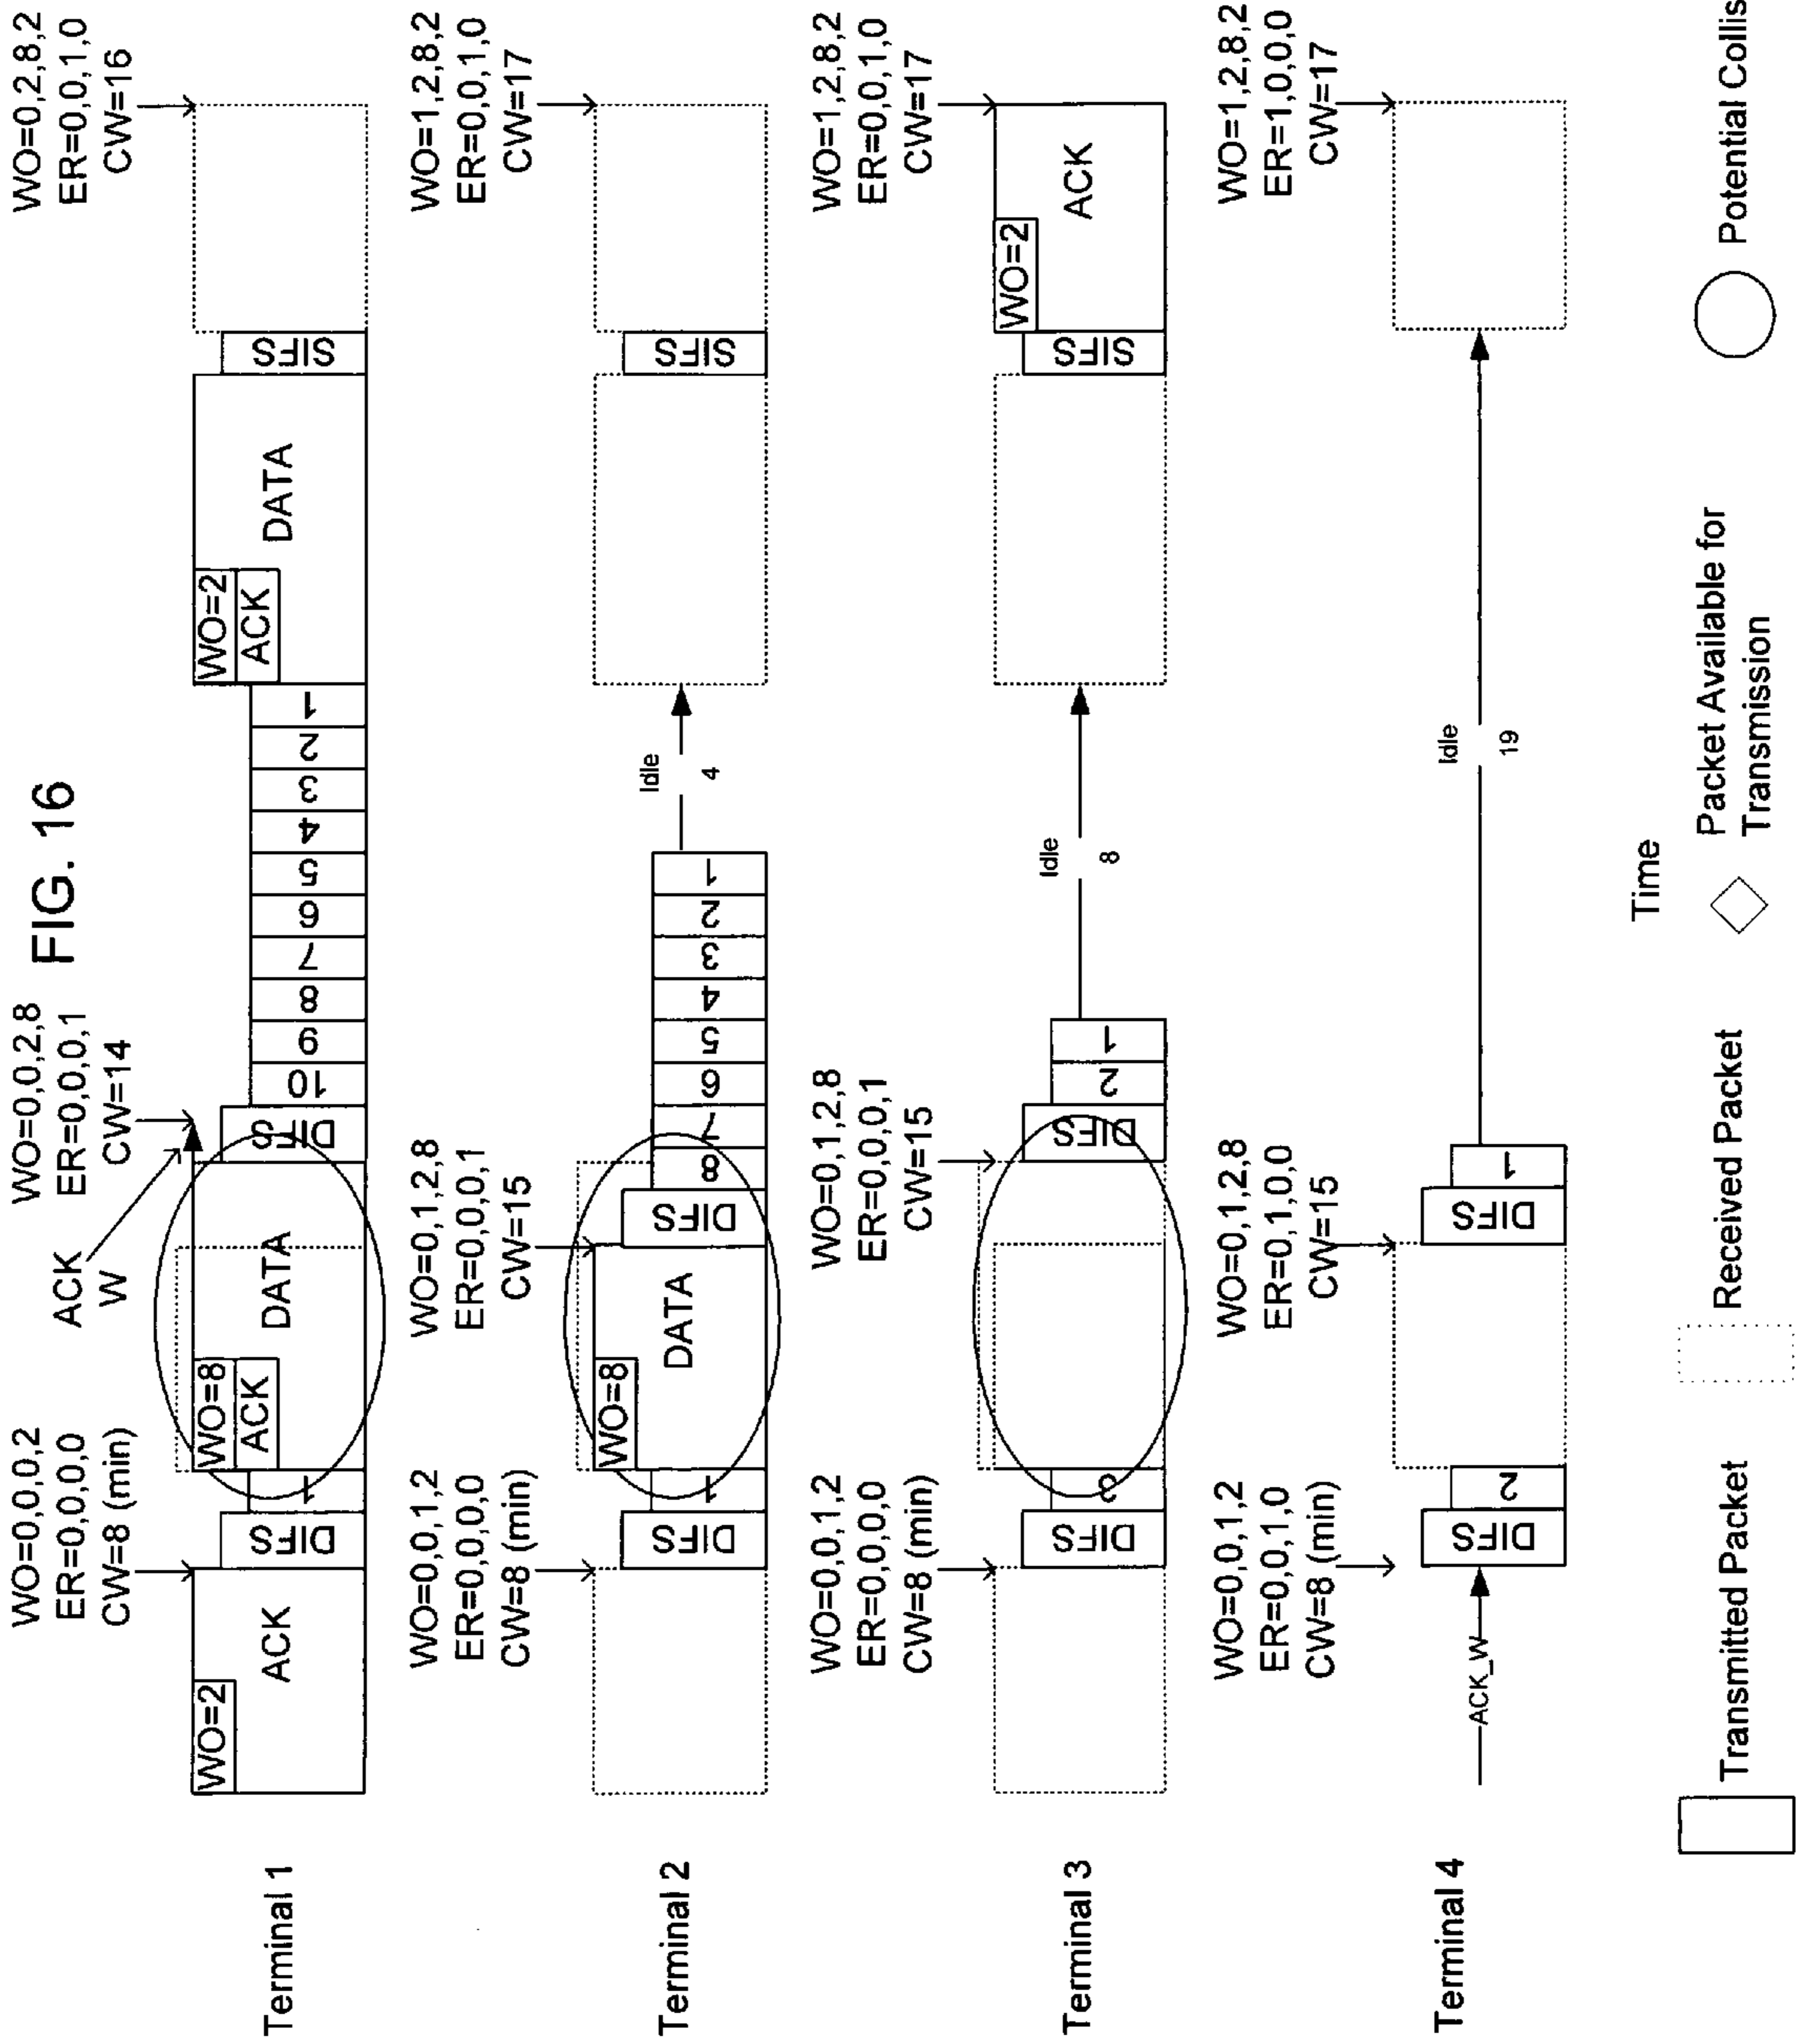 FIG. 16
WO=0,0,0,2
ER=0,0,0,0
CW=8 (min)
ACK
W
WO=0,0,2,8
ER=0,0,0,1
CW=14
WO=0,2,8,2
ER=0,0,1,0
CW=16
Terminal 1
WO=2
ACK
DIFS
1
WO=8
ACK
DATA
DIFS
10 9 8 7 6 5 4 3 2 1
WO=2
ACK
DATA
SIFS
WO=0,0,1,2
ER=0,0,0,0
CW=8 (min)
WO=0,1,2,8
ER=0,0,0,1
CW=15
WO=1,2,8,2
ER=0,0,1,0
CW=17
Terminal 2
DIFS
1
WO=8
DATA
DIFS
8 7 6 5 4 3 2 1
Idle
4
SIFS
WO=0,0,1,2
ER=0,0,0,0
CW=8 (min)
WO=0,1,2,8
ER=0,0,0,1
CW=15
WO=1,2,8,2
ER=0,0,1,0
CW=17
Terminal 3
DIFS
3
DIFS
2 1
Idle
8
SIFS
WO=2
ACK
WO=0,0,1,2
ER=0,0,1,0
CW=8 (min)
WO=0,1,2,8
ER=0,1,0,0
CW=15
WO=1,2,8,2
ER=1,0,0,0
CW=17
Terminal 4
ACK_W
DIFS
2
DIFS
1
Idle
19
Time
Transmitted Packet
Received Packet
Packet Available for
Transmission
Potential Collis